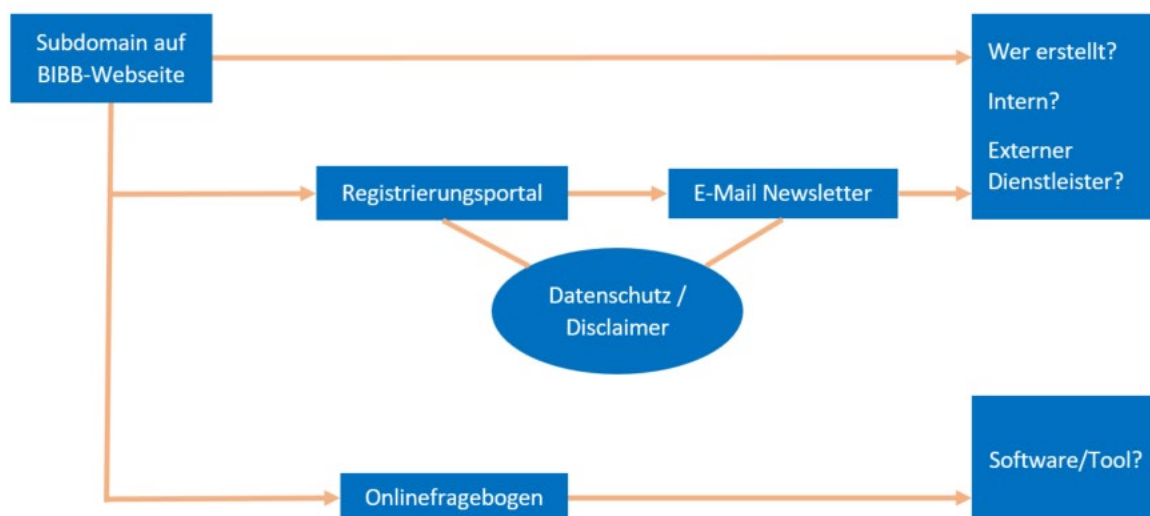 Subdomain auf
BIBB-Webseite
Wer erstellt?
Intern?
Externer
Dienstleister?
Registrierungsportal
E-Mail Newsletter
Datenschutz /
Disclaimer
Onlinefragebogen
Software/Tool?